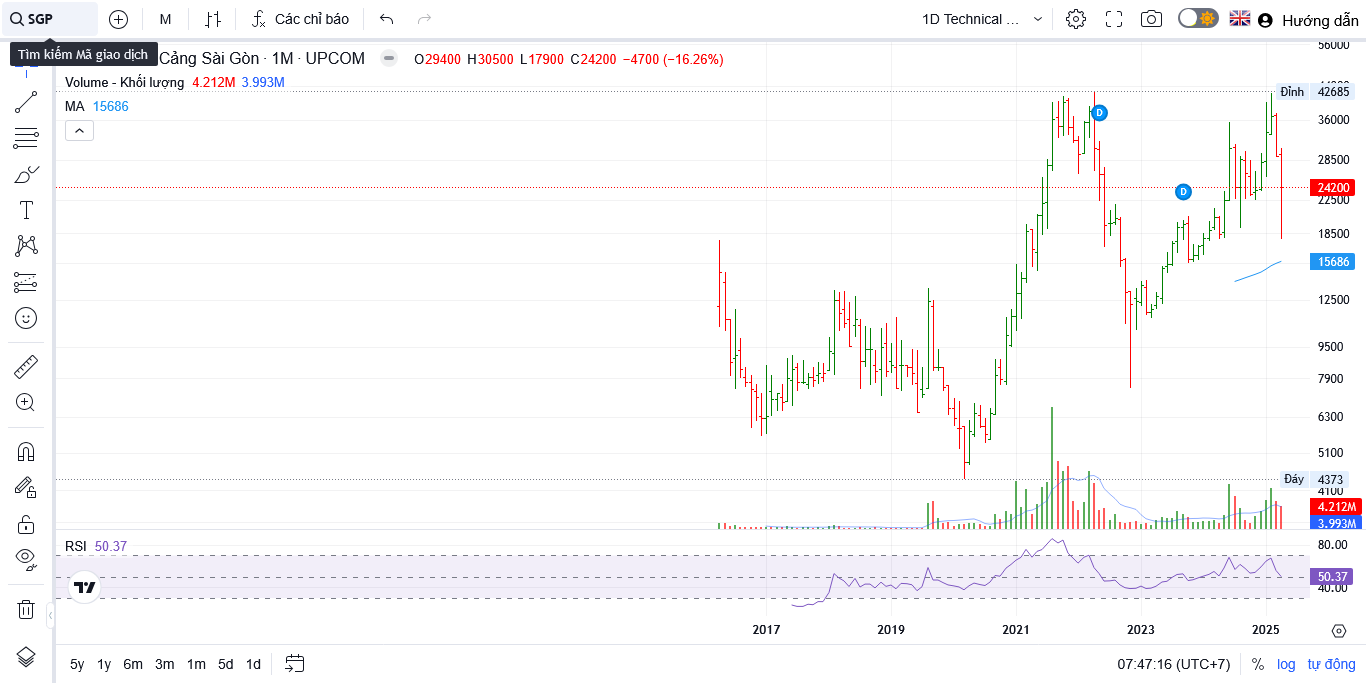 SGP
M
Các chỉ báo
1D Technical ...
Hướng dẫn
Tìm kiếm Mã giao dịch
Cảng Sài Gòn · 1M · UPCOM
O29400 H30500 L17900 C24200 −4700 (−16.26%)
Volume - Khối lượng 4.212M 3.993M
MA 15686
56000
Đỉnh 42685
36000
28500
24200
22500
18500
15686
12500
9500
7900
6300
5100
Đáy 4373
4100
4.212M
3.993M
D
D
RSI 50.37
80.00
50.37
40.00
2017 2019 2021 2023 2025
5y 1y 6m 3m 1m 5d 1d
07:47:16 (UTC+7) % log tự động